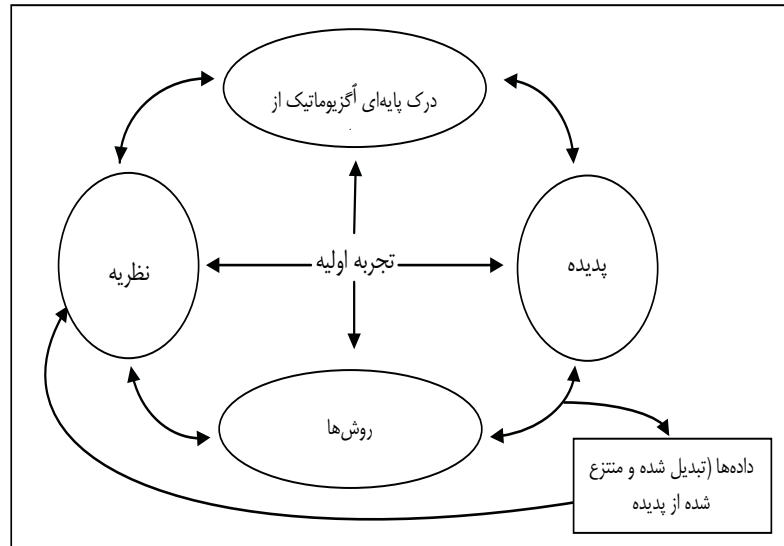 درک پایه‌ای آگزیوماتیک از
پدیده
تجربه اولیه
نظریه
روش‌ها
داده‌ها (تبدیل شده و منتزع
شده از پدیده